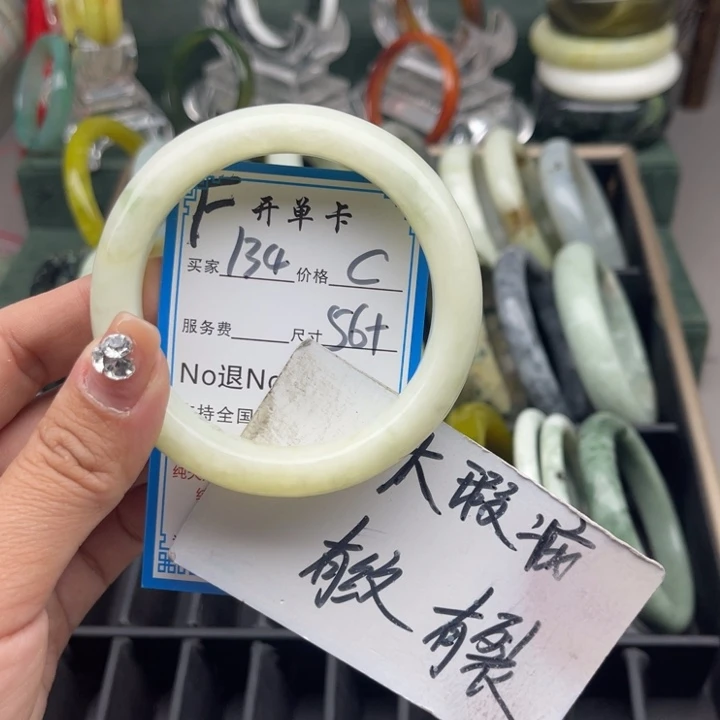 F 开单卡
买家 134 价格 C
服务费 尺寸 56+
No退No
持全国
大瑕疵
有纹 有裂